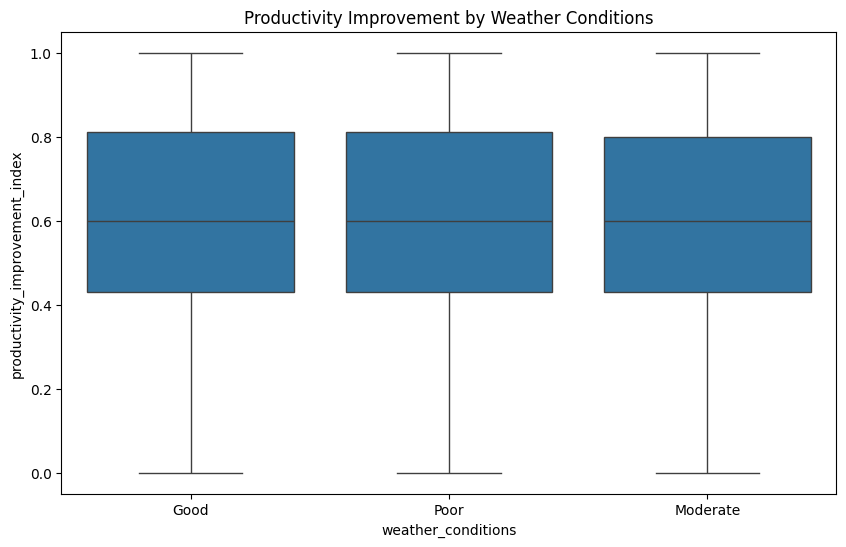 Productivity Improvement by Weather Conditions
productivity_improvement_index
1.0
0.8
0.6
0.4
0.2
0.0
Good
Poor
Moderate
weather_conditions